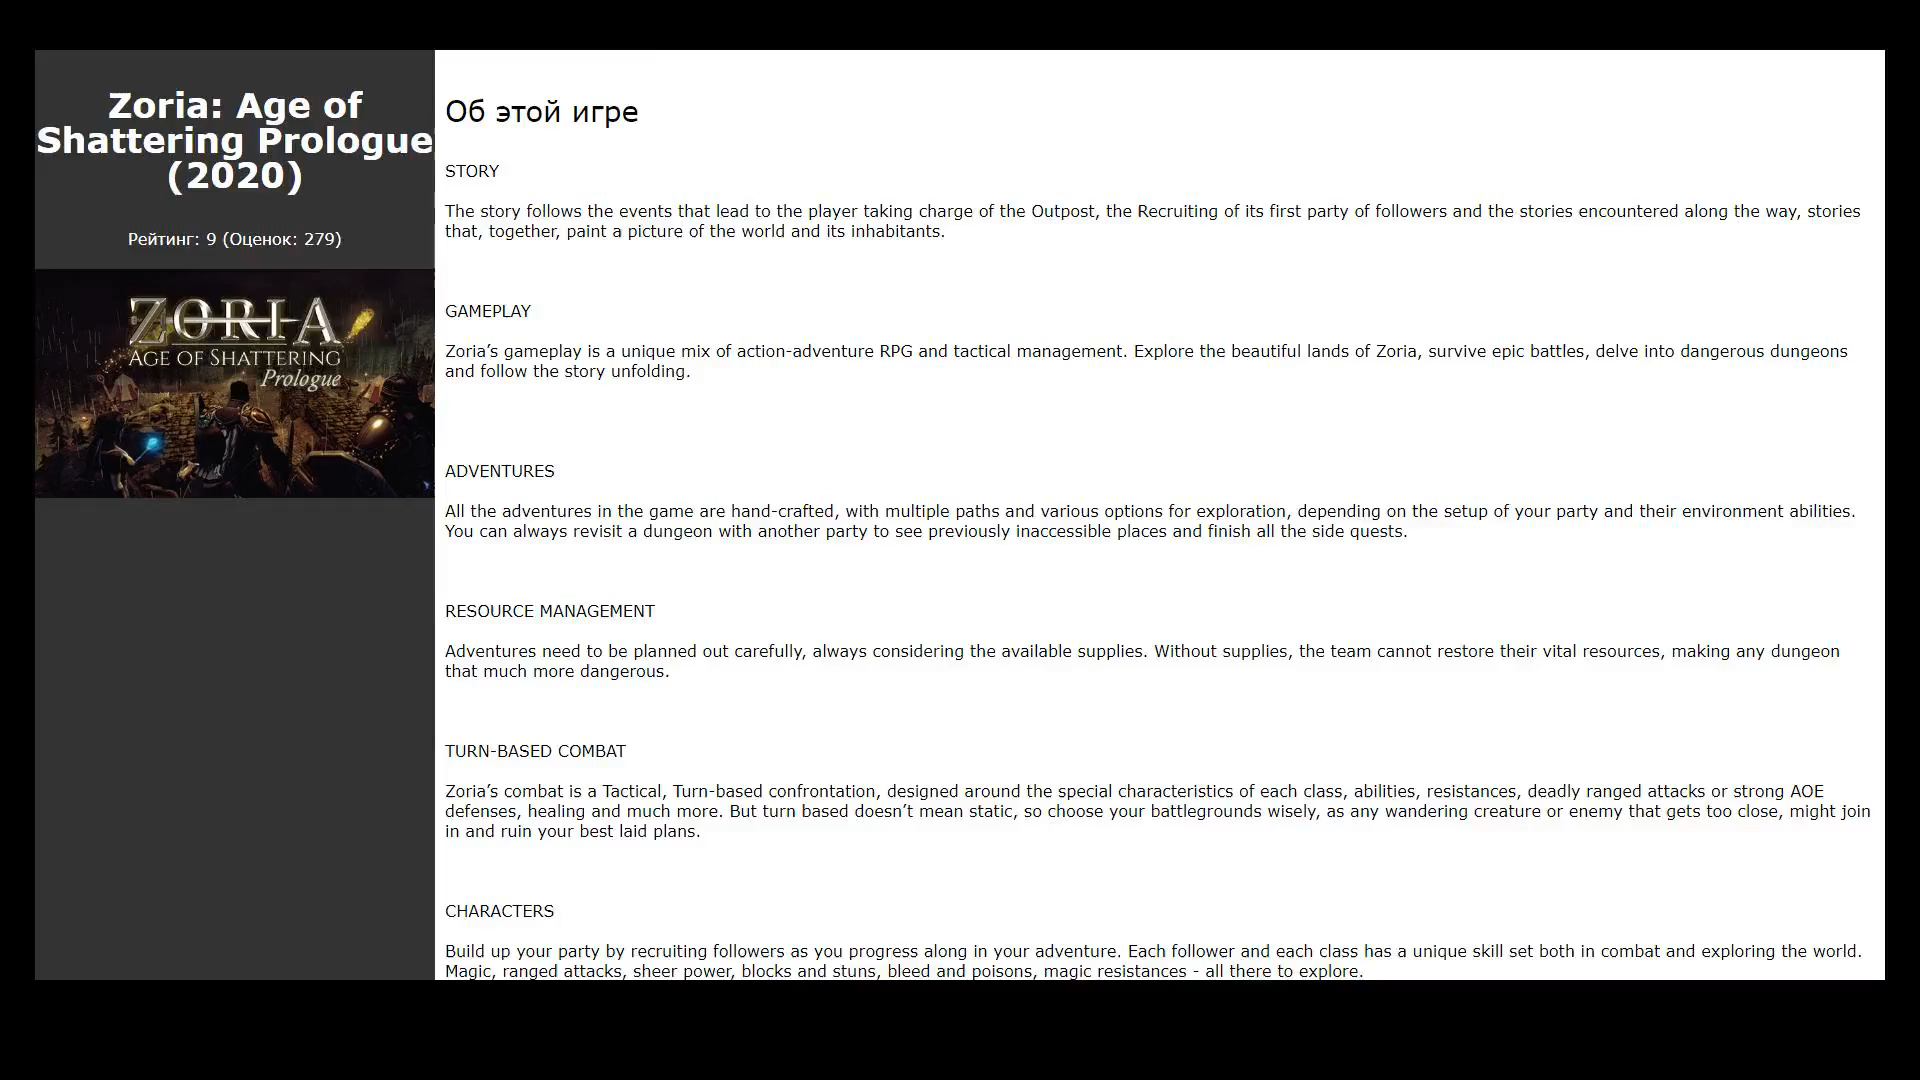 Zoria: Age of
Shattering Prologue
(2020)
Рейтинг: 9 (Оценок: 279)
ZORIA
AGE OF SHATTERING
Prologue
Об этой игре
STORY
The story follows the events that lead to the player taking charge of the Outpost, the Recruiting of its first party of followers and the stories encountered along the way, stories
that, together, paint a picture of the world and its inhabitants.
GAMEPLAY
Zoria’s gameplay is a unique mix of action-adventure RPG and tactical management. Explore the beautiful lands of Zoria, survive epic battles, delve into dangerous dungeons
and follow the story unfolding.
ADVENTURES
All the adventures in the game are hand-crafted, with multiple paths and various options for exploration, depending on the setup of your party and their environment abilities.
You can always revisit a dungeon with another party to see previously inaccessible places and finish all the side quests.
RESOURCE MANAGEMENT
Adventures need to be planned out carefully, always considering the available supplies. Without supplies, the team cannot restore their vital resources, making any dungeon
that much more dangerous.
TURN-BASED COMBAT
Zoria’s combat is a Tactical, Turn-based confrontation, designed around the special characteristics of each class, abilities, resistances, deadly ranged attacks or strong AOE
defenses, healing and much more. But turn based doesn’t mean static, so choose your battlegrounds wisely, as any wandering creature or enemy that gets too close, might join
in and ruin your best laid plans.
CHARACTERS
Build up your party by recruiting followers as you progress along in your adventure. Each follower and each class has a unique skill set both in combat and exploring the world.
Magic, ranged attacks, sheer power, blocks and stuns, bleed and poisons, magic resistances - all there to explore.